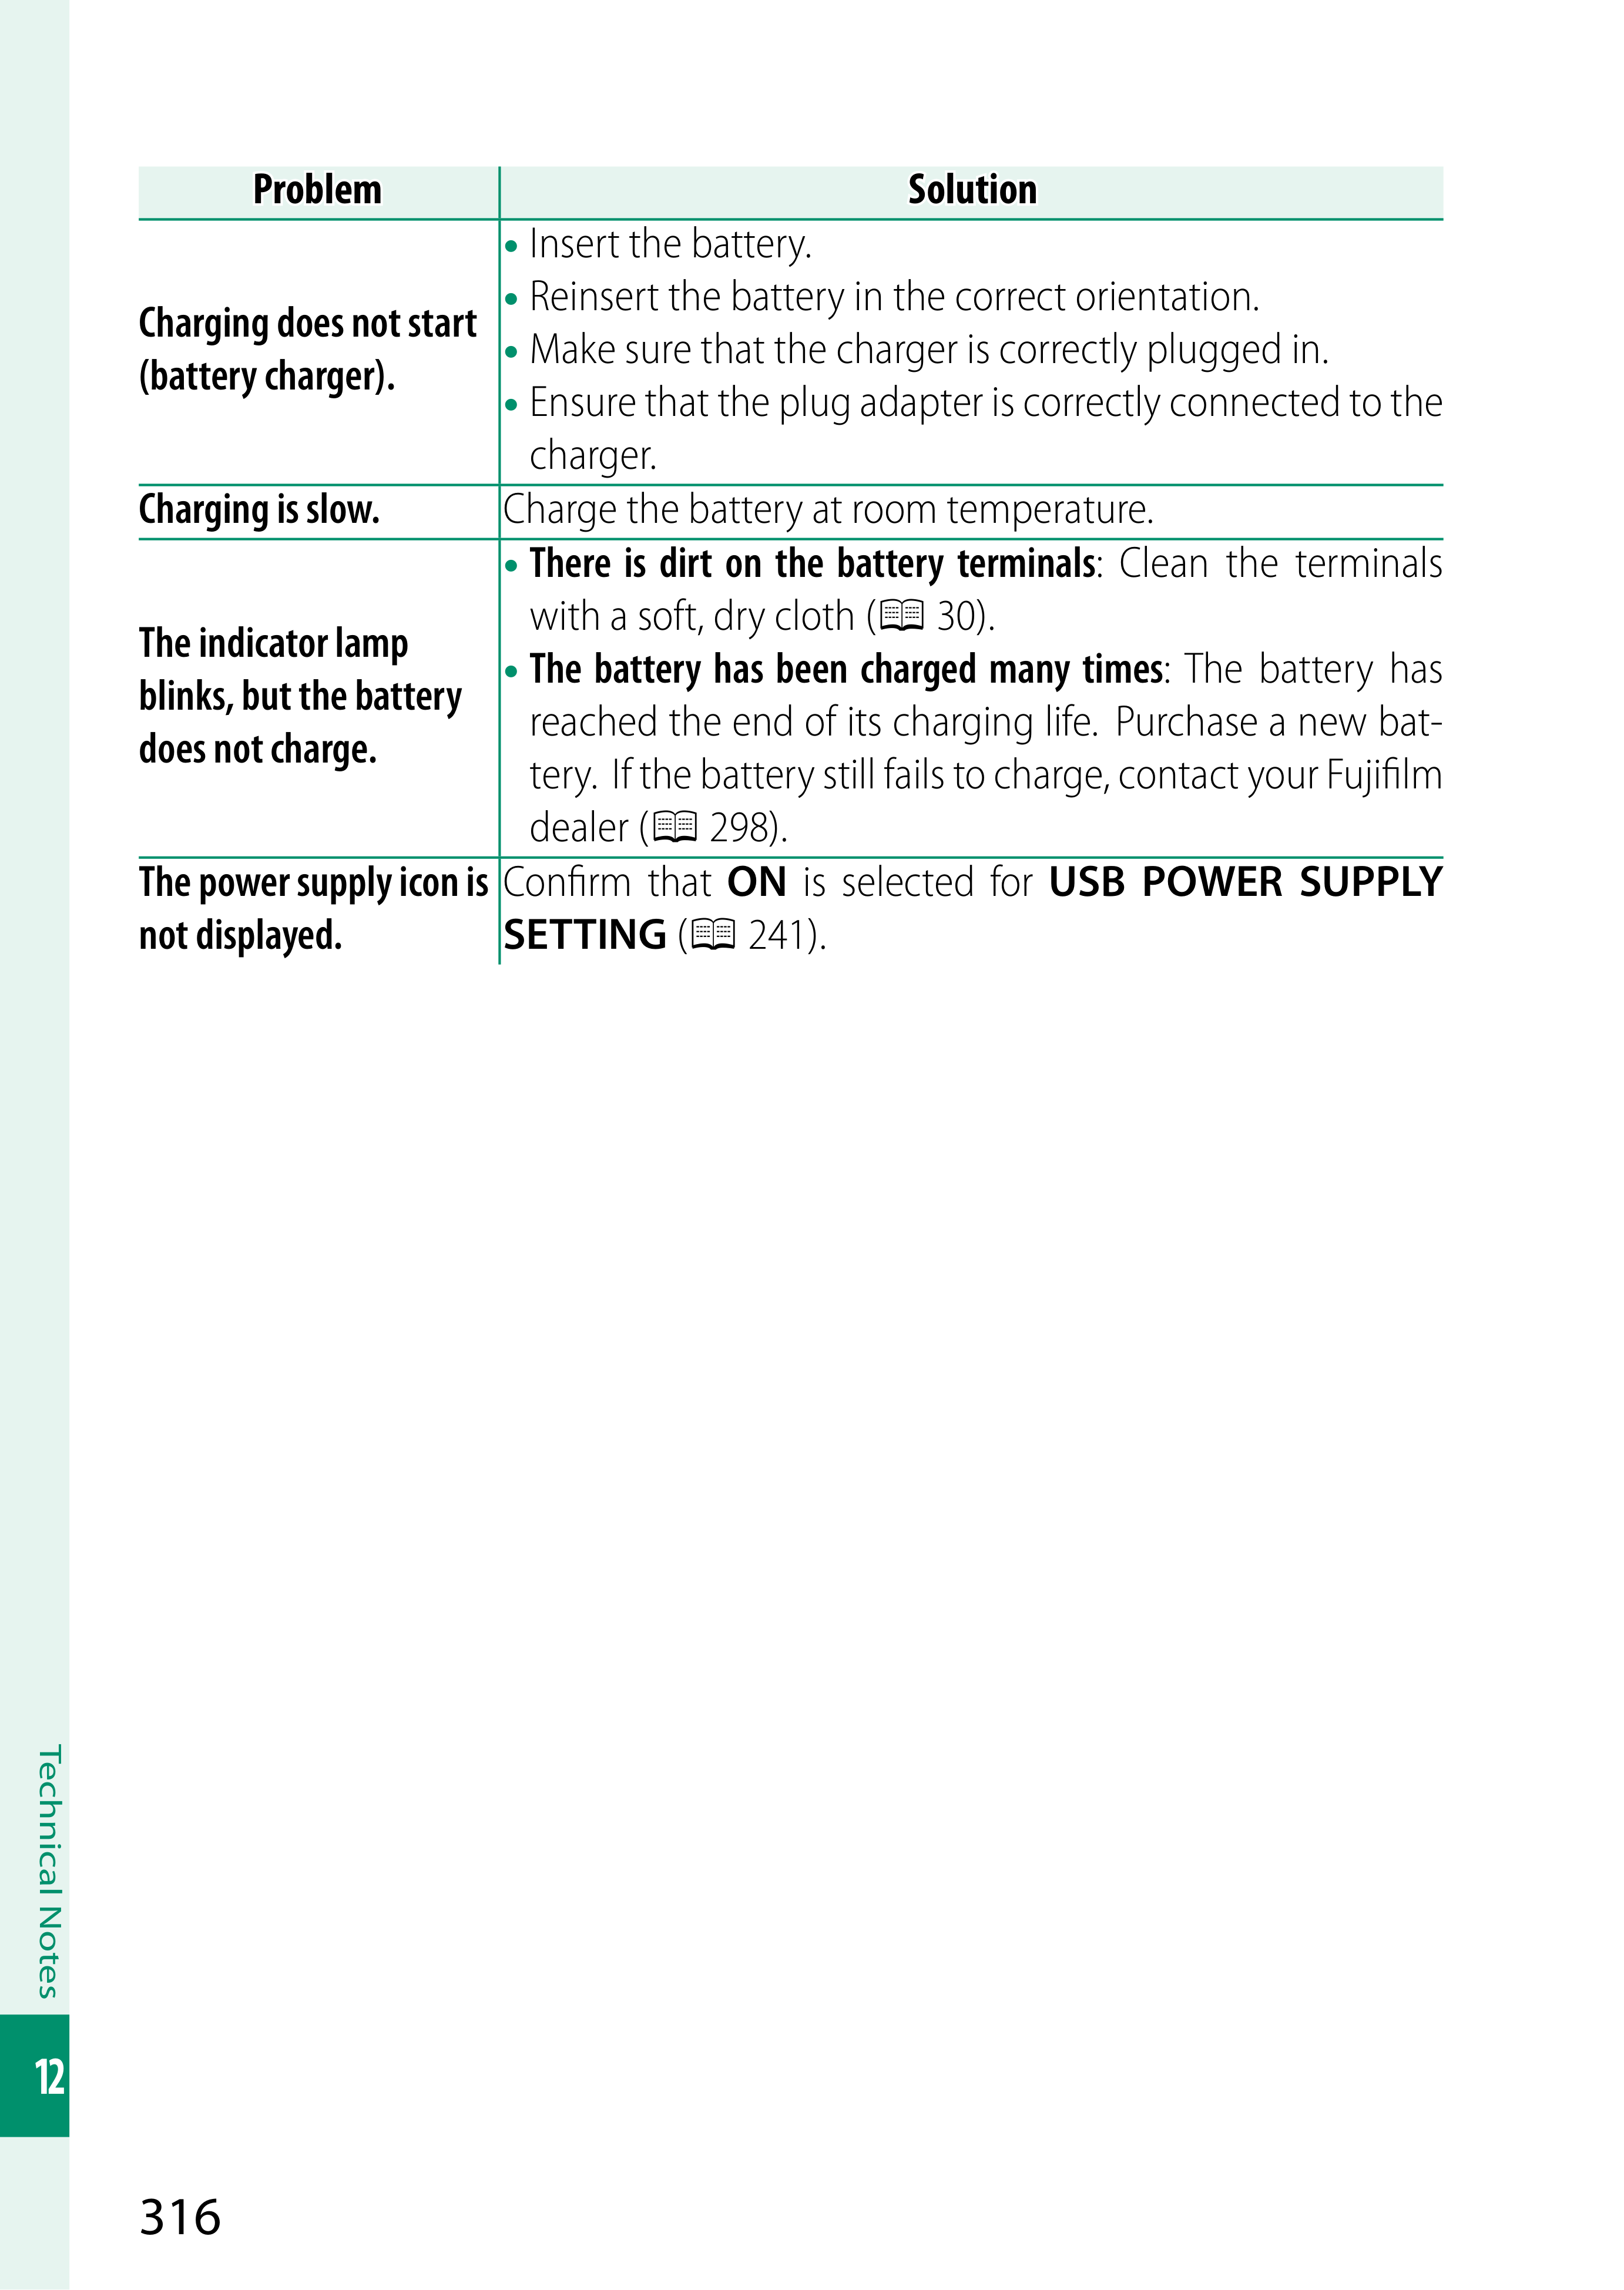 Problem
Solution
Charging does not start
(battery charger).
• Insert the battery.
• Reinsert the battery in the correct orientation.
• Make sure that the charger is correctly plugged in.
• Ensure that the plug adapter is correctly connected to the
charger.
Charging is slow.
Charge the battery at room temperature.
The indicator lamp
blinks, but the battery
does not charge.
• There is dirt on the battery terminals: Clean the terminals
with a soft, dry cloth (📖 30).
• The battery has been charged many times: The battery has
reached the end of its charging life. Purchase a new bat-
tery. If the battery still fails to charge, contact your Fujifilm
dealer (📖 298).
The power supply icon is
not displayed.
Confirm that ON is selected for USB POWER SUPPLY
SETTING (📖 241).
Technical Notes
12
316